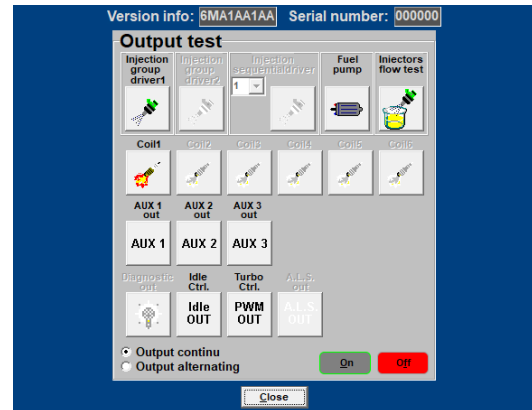 Version info: 6MA1AA1AA Serial number: 000000
Output test
Injection group driver1
Injection group driver2
Injection sequentialdriver
Fuel pump
Injectors flow test
1
Coil1 Coil2 Coil3 Coil4 Coil5 Coil6
AUX 1 out
AUX 2 out
AUX 3 out
AUX 1 AUX 2 AUX 3
Diagnostic out
Idle Ctrl.
Turbo Ctrl.
A.L.S. out
Idle OUT
PWM OUT
A.L.S. OUT
Output continu
Output alternating
On Off
Close